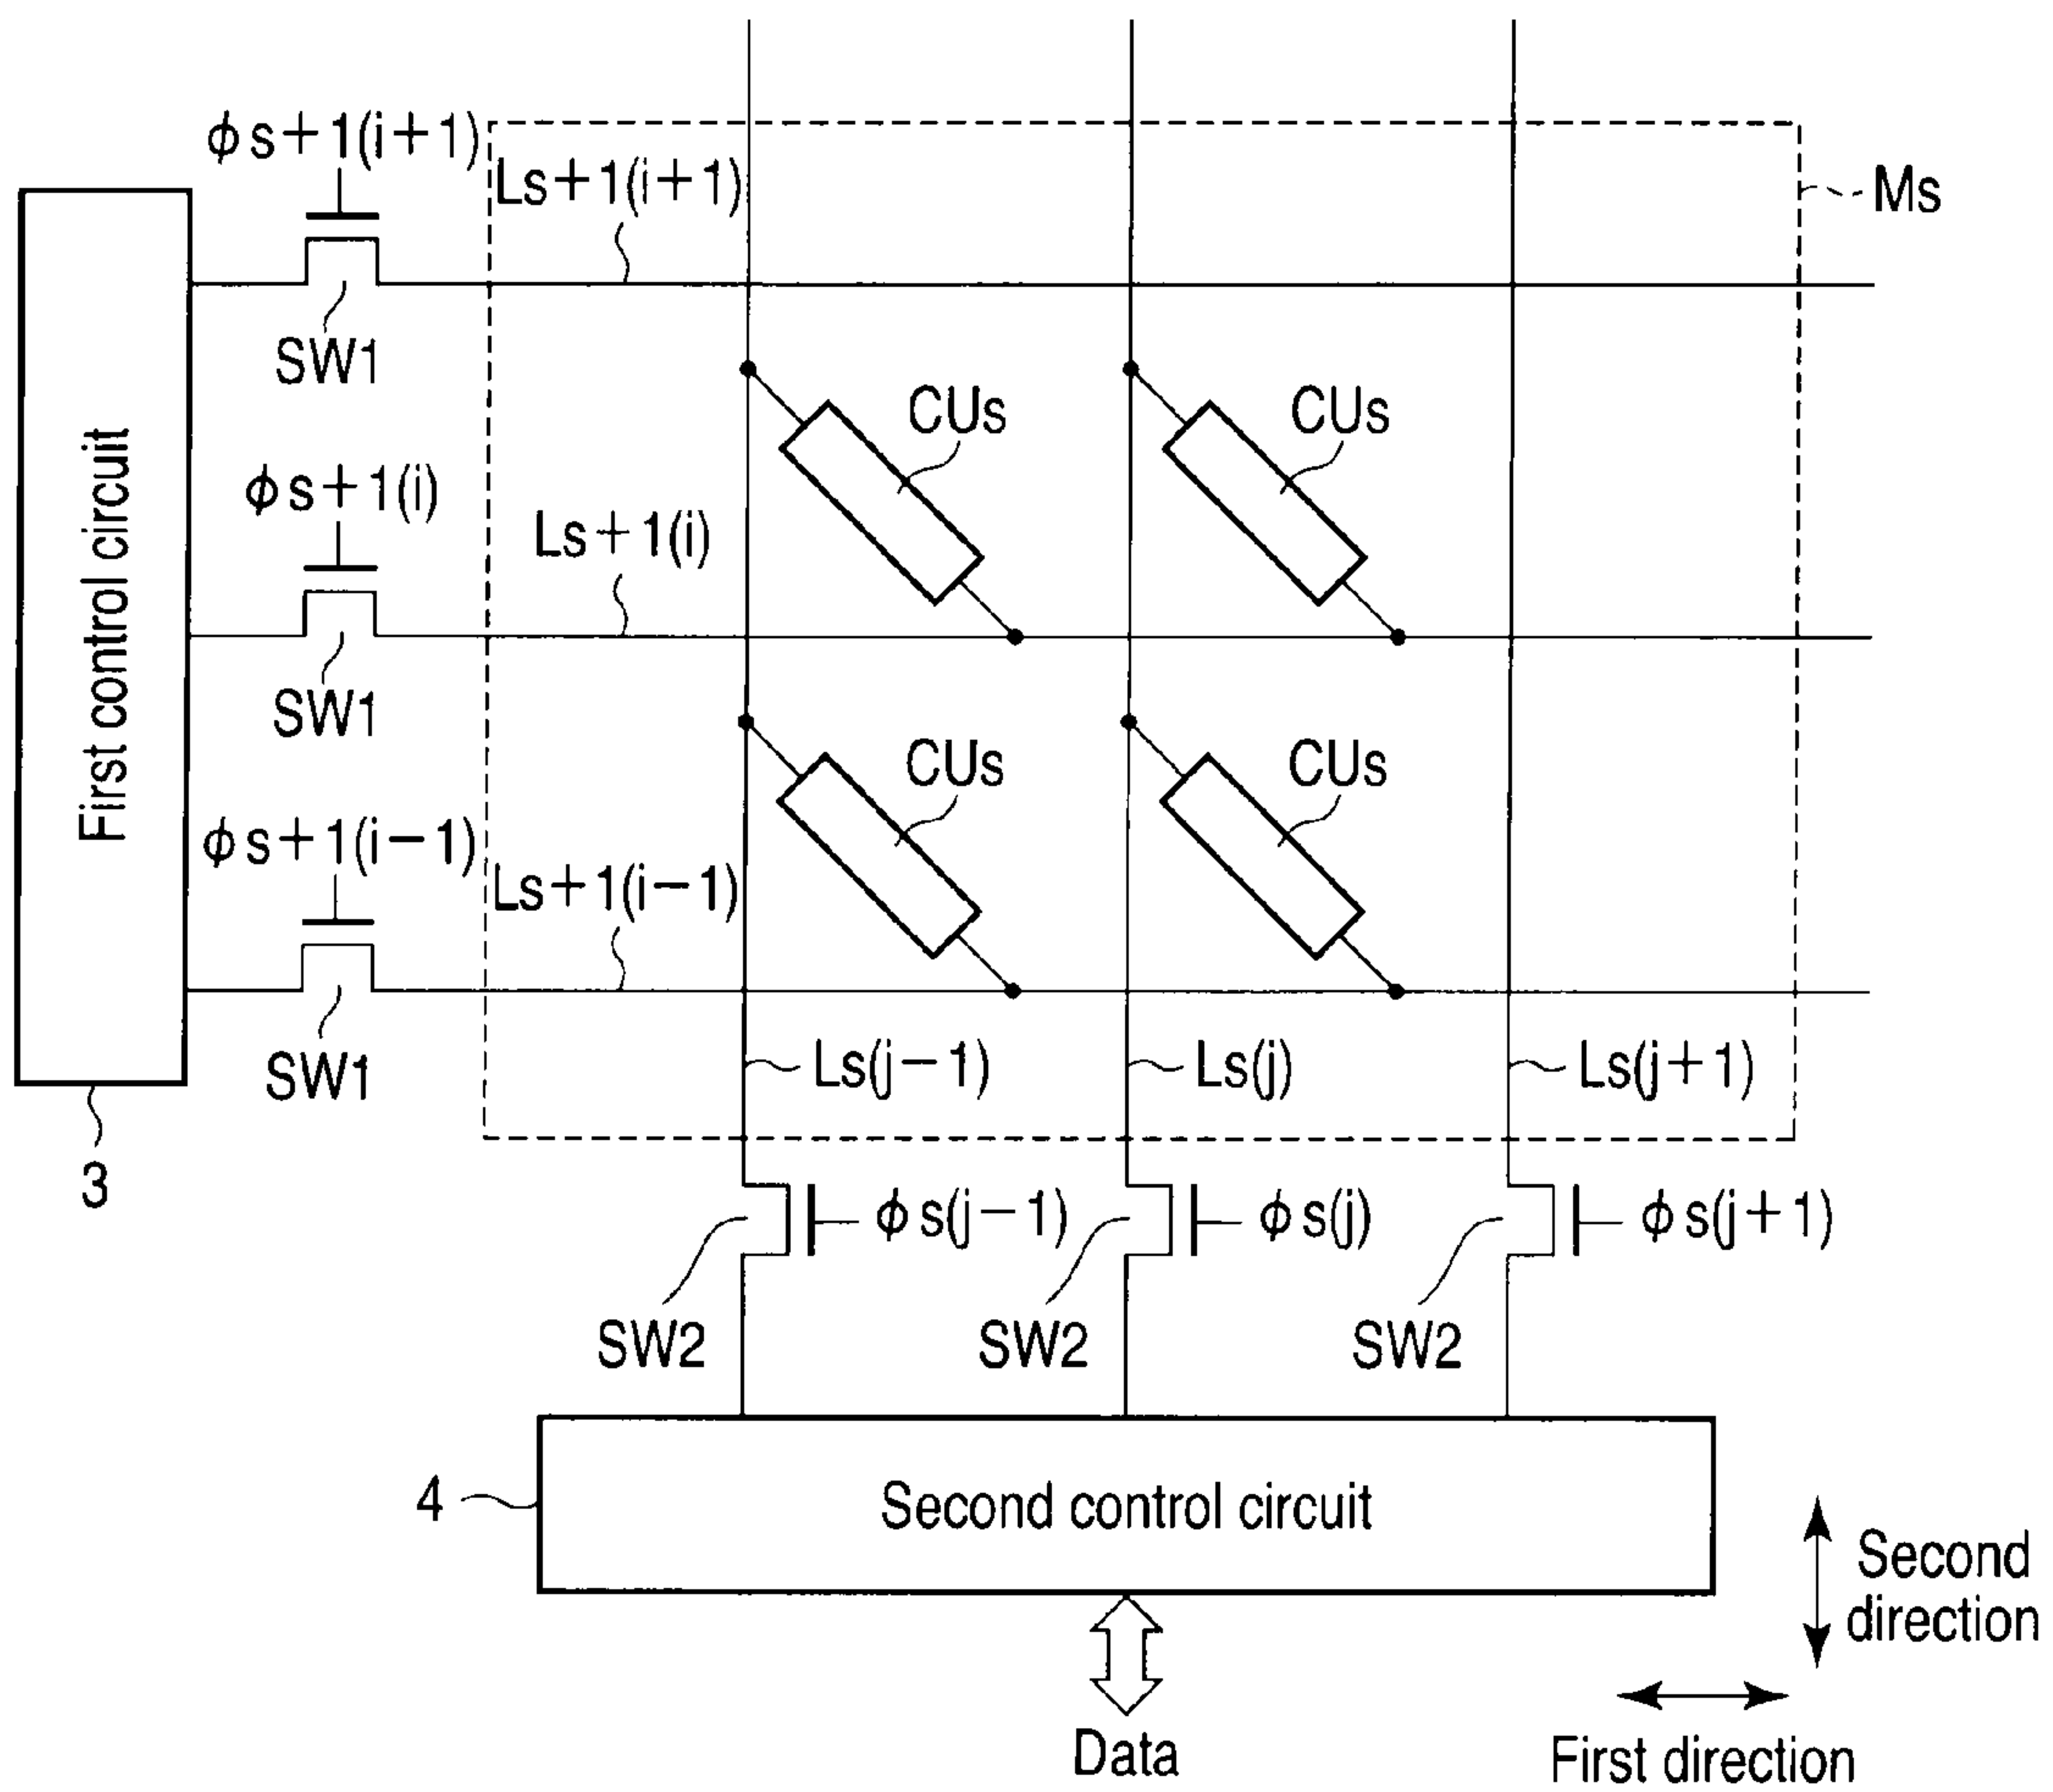 ϕs+1(i+1)
Ls+1(i+1)
Ms
SW1
CUs
CUs
First control circuit
ϕs+1(i)
Ls+1(i)
SW1
CUs
CUs
ϕs+1(i−1)
Ls+1(i−1)
SW1
Ls(j−1)
Ls(j)
Ls(j+1)
3
ϕs(j−1)
ϕs(j)
ϕs(j+1)
SW2
SW2
SW2
4
Second control circuit
Second
direction
Data
First direction